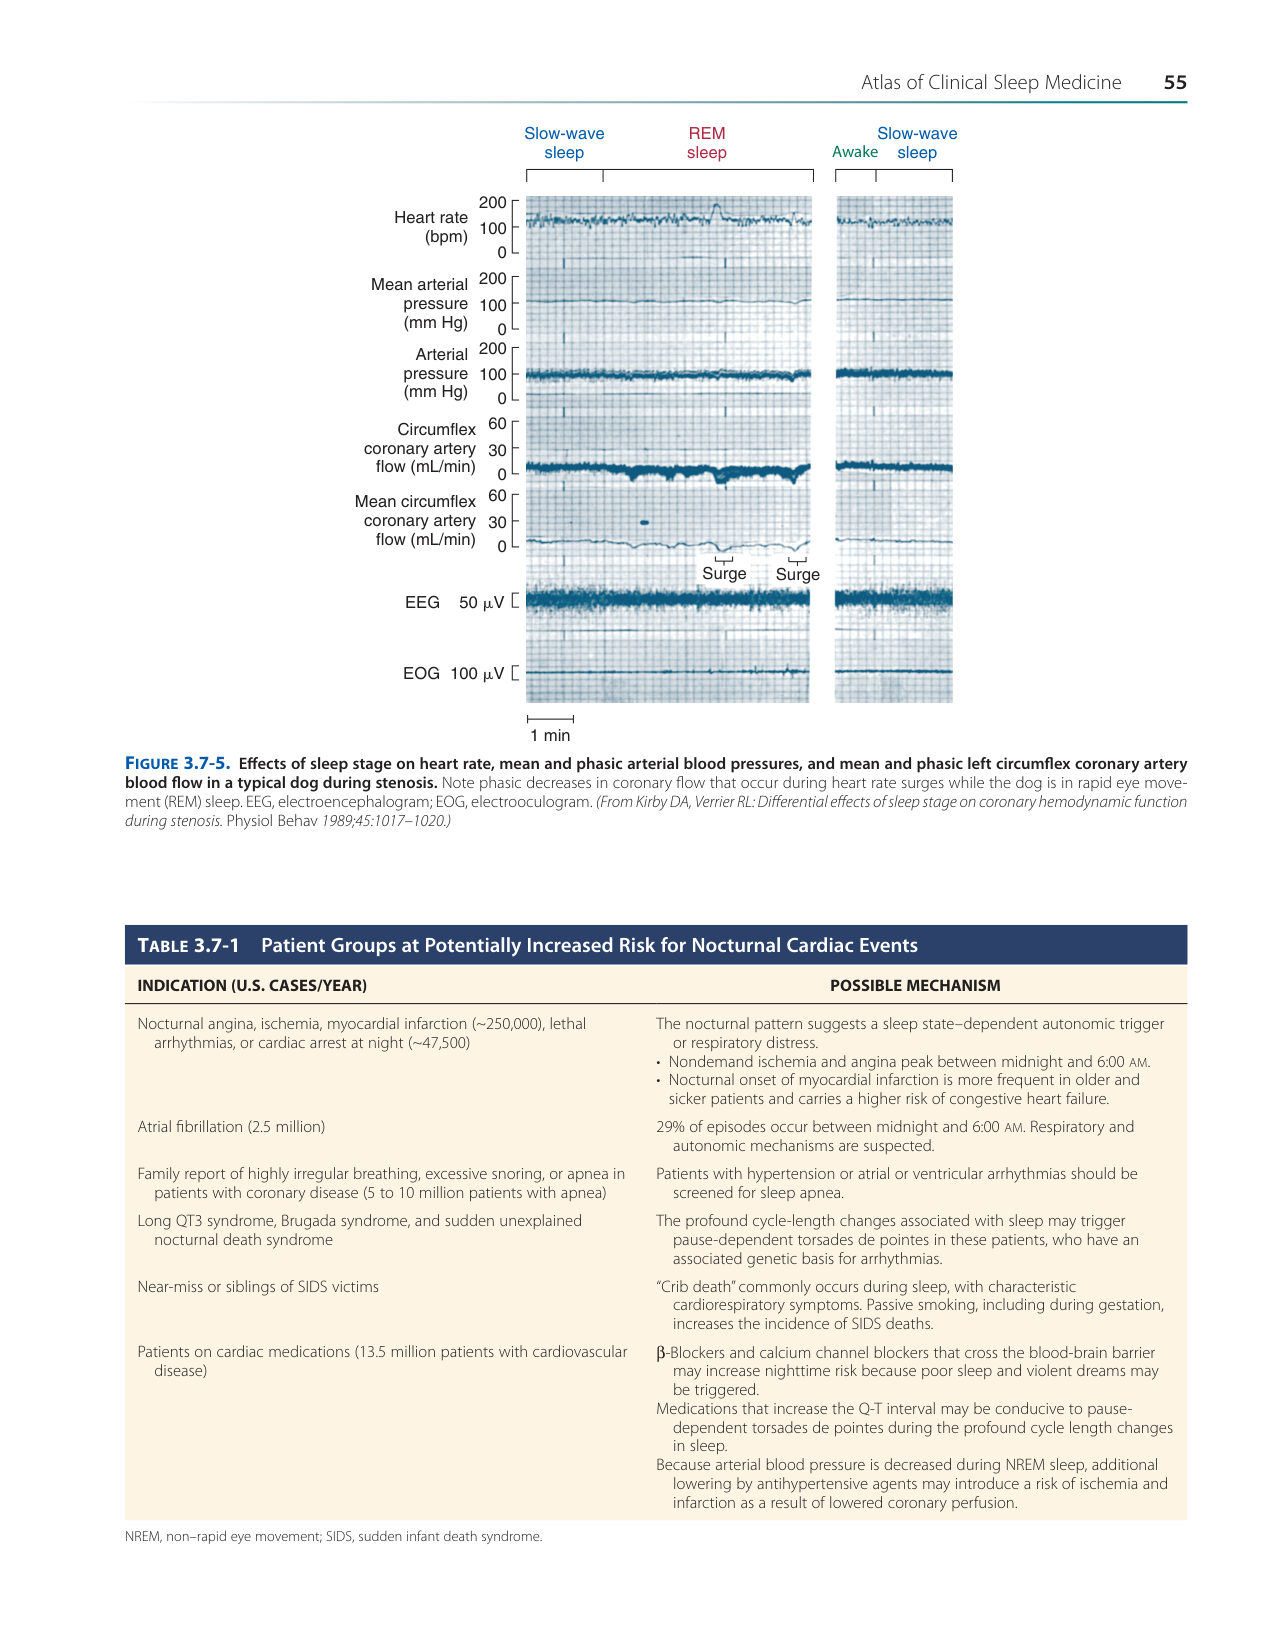 Atlas of Clinical Sleep Medicine 55
Slow-wave sleep
REM sleep
Awake
Slow-wave sleep
Heart rate (bpm)
200
100
0
Mean arterial pressure (mm Hg)
200
100
0
Arterial pressure (mm Hg)
200
100
0
Circumflex coronary artery flow (mL/min)
60
30
0
Mean circumflex coronary artery flow (mL/min)
60
30
0
Surge
Surge
EEG 50 μV
EOG 100 μV
1 min
FIGURE 3.7-5. Effects of sleep stage on heart rate, mean and phasic arterial blood pressures, and mean and phasic left circumflex coronary artery
blood flow in a typical dog during stenosis. Note phasic decreases in coronary flow that occur during heart rate surges while the dog is in rapid eye move-
ment (REM) sleep. EEG, electroencephalogram; EOG, electrooculogram. (From Kirby DA, Verrier RL: Differential effects of sleep stage on coronary hemodynamic function
during stenosis. Physiol Behav 1989;45:1017–1020.)
TABLE 3.7-1 Patient Groups at Potentially Increased Risk for Nocturnal Cardiac Events
INDICATION (U.S. CASES/YEAR)
POSSIBLE MECHANISM
Nocturnal angina, ischemia, myocardial infarction (~250,000), lethal
arrhythmias, or cardiac arrest at night (~47,500)
The nocturnal pattern suggests a sleep state–dependent autonomic trigger
or respiratory distress.
• Nondemand ischemia and angina peak between midnight and 6:00 AM.
• Nocturnal onset of myocardial infarction is more frequent in older and
sicker patients and carries a higher risk of congestive heart failure.
Atrial fibrillation (2.5 million)
29% of episodes occur between midnight and 6:00 AM. Respiratory and
autonomic mechanisms are suspected.
Family report of highly irregular breathing, excessive snoring, or apnea in
patients with coronary disease (5 to 10 million patients with apnea)
Patients with hypertension or atrial or ventricular arrhythmias should be
screened for sleep apnea.
Long QT3 syndrome, Brugada syndrome, and sudden unexplained
nocturnal death syndrome
The profound cycle-length changes associated with sleep may trigger
pause-dependent torsades de pointes in these patients, who have an
associated genetic basis for arrhythmias.
Near-miss or siblings of SIDS victims
“Crib death” commonly occurs during sleep, with characteristic
cardiorespiratory symptoms. Passive smoking, including during gestation,
increases the incidence of SIDS deaths.
Patients on cardiac medications (13.5 million patients with cardiovascular
disease)
β-Blockers and calcium channel blockers that cross the blood-brain barrier
may increase nighttime risk because poor sleep and violent dreams may
be triggered.
Medications that increase the Q-T interval may be conducive to pause-
dependent torsades de pointes during the profound cycle length changes
in sleep.
Because arterial blood pressure is decreased during NREM sleep, additional
lowering by antihypertensive agents may introduce a risk of ischemia and
infarction as a result of lowered coronary perfusion.
NREM, non–rapid eye movement; SIDS, sudden infant death syndrome.